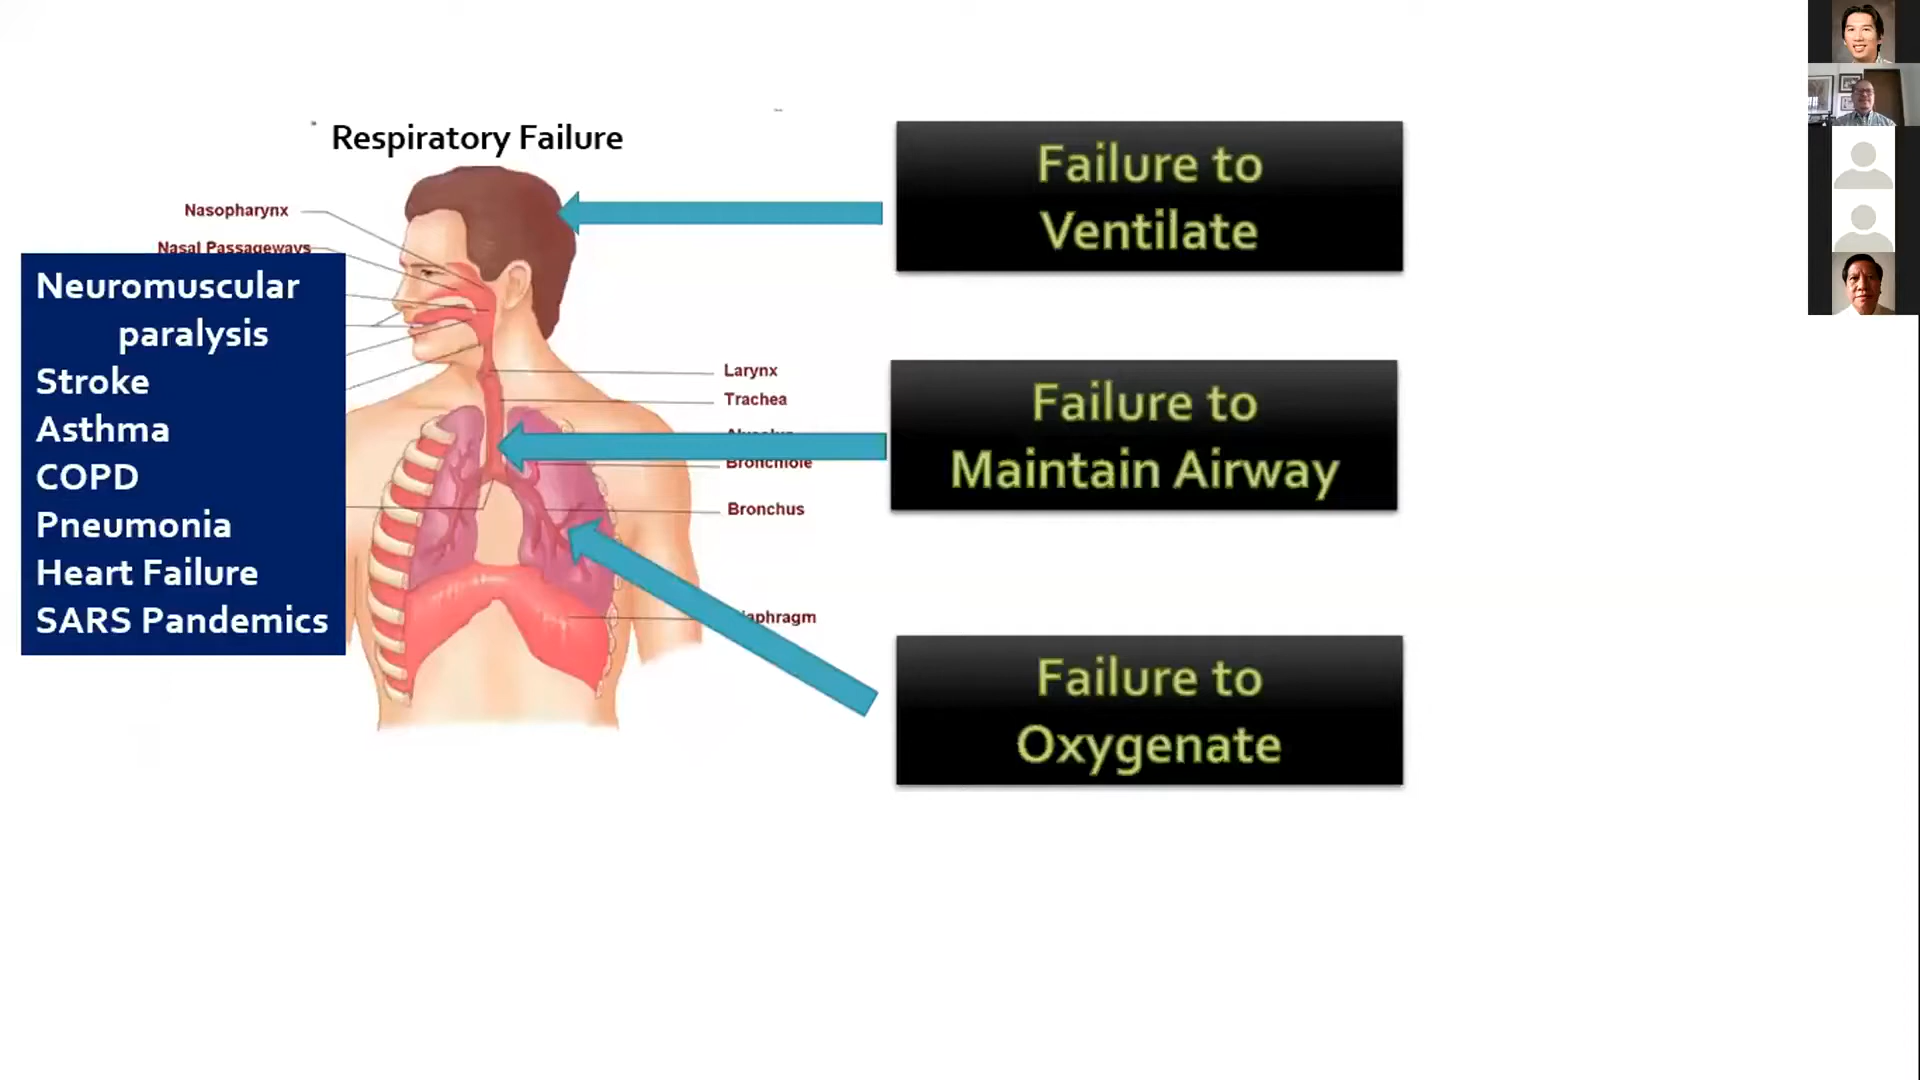 Respiratory Failure
Nasopharynx
Nasal Passageways
Neuromuscular
paralysis
Stroke
Asthma
COPD
Pneumonia
Heart Failure
SARS Pandemics
Larynx
Trachea
Bronchiole
Bronchus
Failure to
Ventilate
Failure to
Maintain Airway
Failure to
Oxygenate